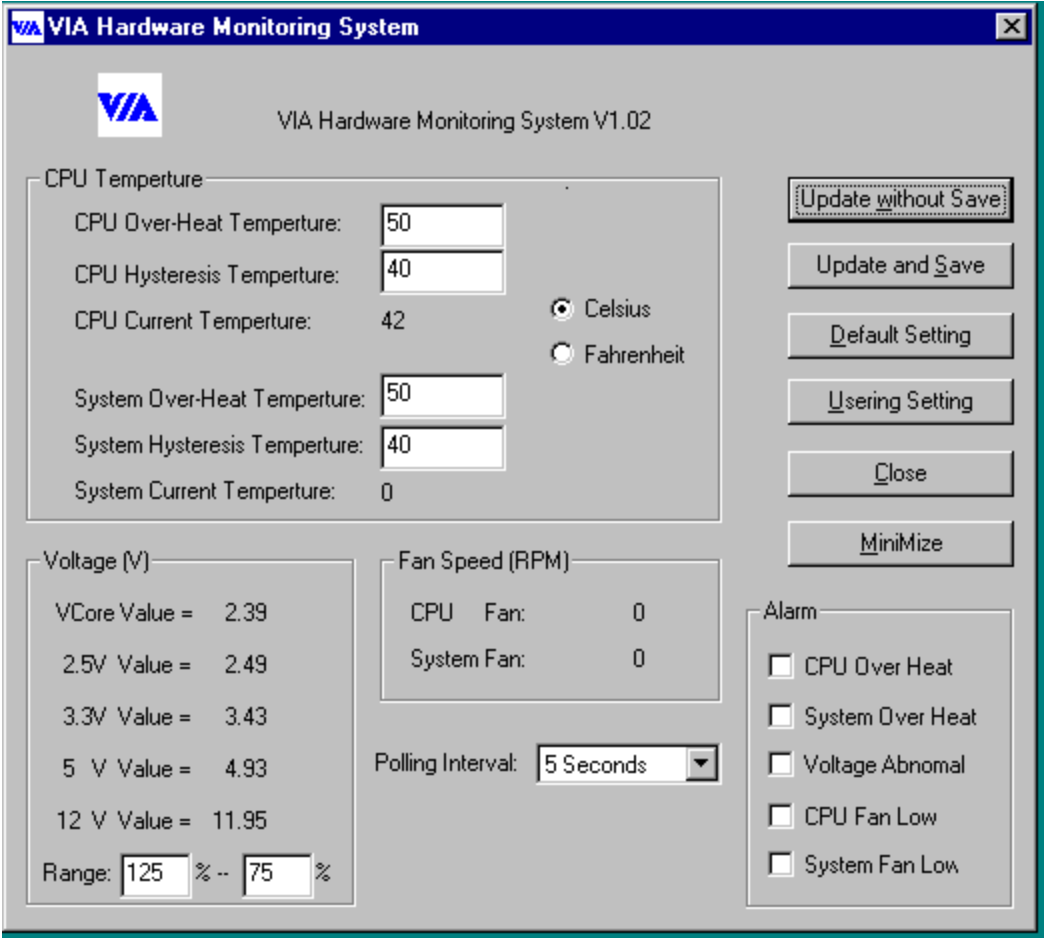 VIA VIA Hardware Monitoring System
VIA
VIA Hardware Monitoring System V1.02
CPU Temperture
CPU Over-Heat Temperture: 50
CPU Hysteresis Temperture: 40
CPU Current Temperture: 42
Celsius
Fahrenheit
System Over-Heat Temperture: 50
System Hysteresis Temperture: 40
System Current Temperture: 0
Update without Save
Update and Save
Default Setting
Usering Setting
Close
MiniMize
Voltage (V)
VCore Value = 2.39
2.5V Value = 2.49
3.3V Value = 3.43
5 V Value = 4.93
12 V Value = 11.95
Range: 125 % -- 75 %
Fan Speed (RPM)
CPU Fan: 0
System Fan: 0
Polling Interval: 5 Seconds
Alarm
CPU Over Heat
System Over Heat
Voltage Abnomal
CPU Fan Low
System Fan Low